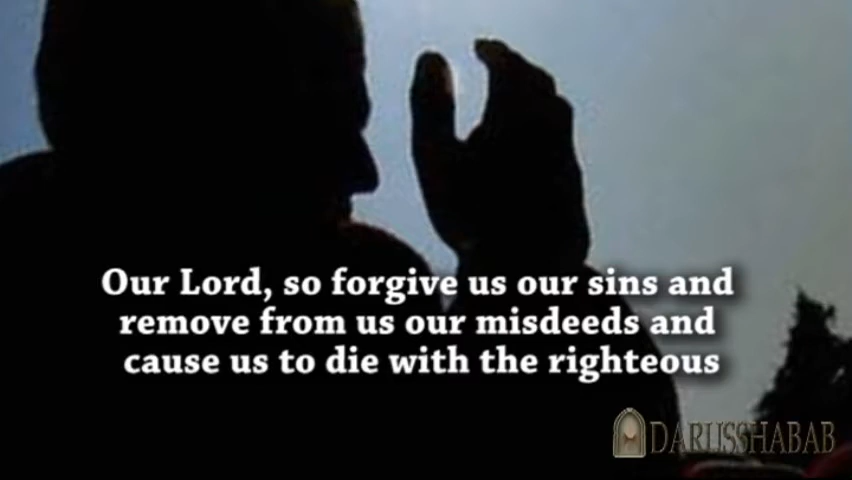 Our Lord, so forgive us our sins and
remove from us our misdeeds and
cause us to die with the righteous
DARUSSHABAB